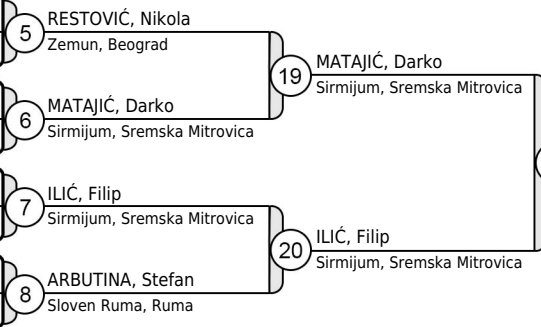 5
RESTOVIĆ, Nikola
Zemun, Beograd
19
MATAJIĆ, Darko
Sirmijum, Sremska Mitrovica
6
MATAJIĆ, Darko
Sirmijum, Sremska Mitrovica
7
ILIĆ, Filip
Sirmijum, Sremska Mitrovica
20
ILIĆ, Filip
Sirmijum, Sremska Mitrovica
8
ARBUTINA, Stefan
Sloven Ruma, Ruma